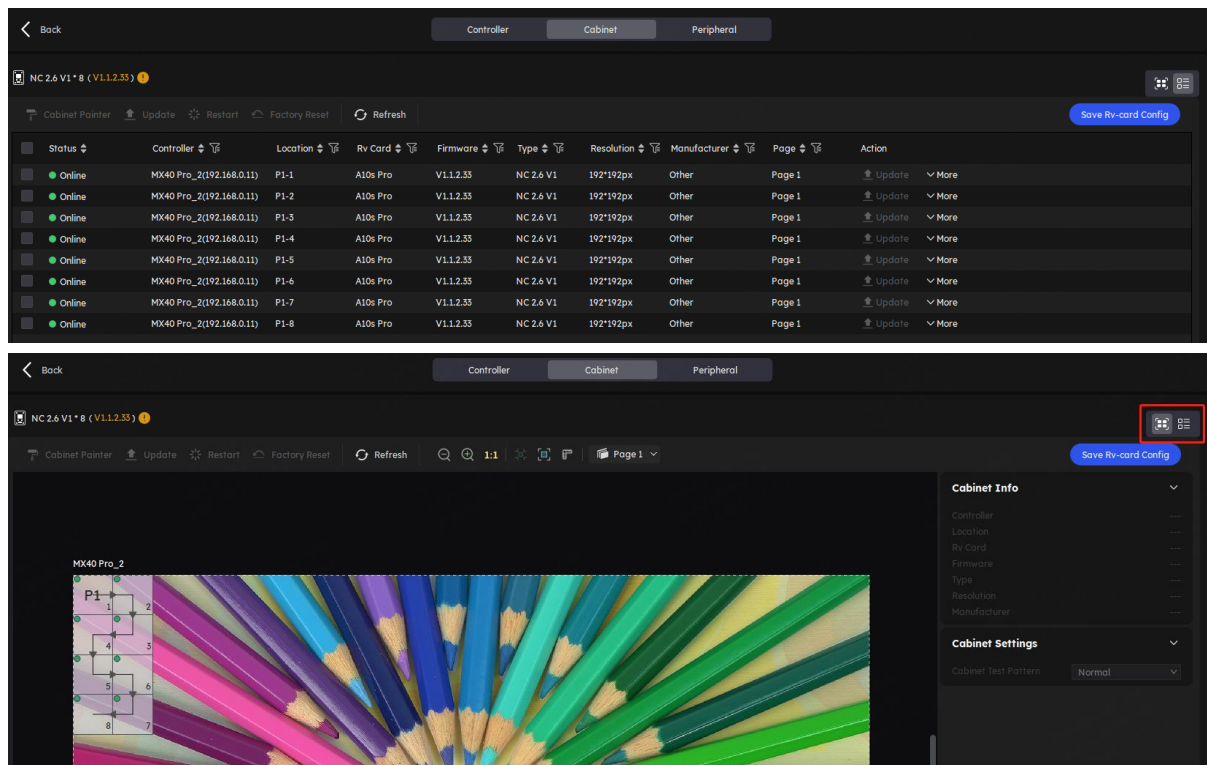 Back
Controller Cabinet Peripheral
NC 2.6 V1 * 8 ( V1.1.2.33 )
Cabinet Painter Update Restart Factory Reset Refresh Save Rv-card Config
Status Controller Location Rv Card Firmware Type Resolution Manufacturer Page Action
Online MX40 Pro_2(192.168.0.11) P1-1 A10s Pro V1.1.2.33 NC 2.6 V1 192*192px Other Page 1 Update More
Online MX40 Pro_2(192.168.0.11) P1-2 A10s Pro V1.1.2.33 NC 2.6 V1 192*192px Other Page 1 Update More
Online MX40 Pro_2(192.168.0.11) P1-3 A10s Pro V1.1.2.33 NC 2.6 V1 192*192px Other Page 1 Update More
Online MX40 Pro_2(192.168.0.11) P1-4 A10s Pro V1.1.2.33 NC 2.6 V1 192*192px Other Page 1 Update More
Online MX40 Pro_2(192.168.0.11) P1-5 A10s Pro V1.1.2.33 NC 2.6 V1 192*192px Other Page 1 Update More
Online MX40 Pro_2(192.168.0.11) P1-6 A10s Pro V1.1.2.33 NC 2.6 V1 192*192px Other Page 1 Update More
Online MX40 Pro_2(192.168.0.11) P1-7 A10s Pro V1.1.2.33 NC 2.6 V1 192*192px Other Page 1 Update More
Online MX40 Pro_2(192.168.0.11) P1-8 A10s Pro V1.1.2.33 NC 2.6 V1 192*192px Other Page 1 Update More
Back
Controller Cabinet Peripheral
NC 2.6 V1 * 8 ( V1.1.2.33 )
Cabinet Painter Update Restart Factory Reset Refresh 1:1 Page 1 Save Rv-card Config
Cabinet Info
Controller ---
Location ---
Rv Card ---
Firmware ---
Type ---
Resolution ---
Manufacturer ---
Cabinet Settings
Cabinet Test Pattern Normal
MX40 Pro_2
P1
1 2
4 3
5 6
8 7